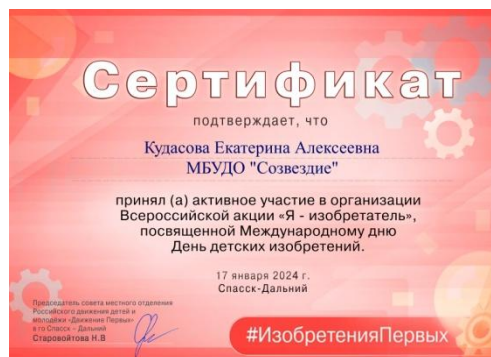 Сертификат
подтверждает, что
Кудасова Екатерина Алексеевна
МБУДО "Созвездие"
принял (а) активное участие в организации
Всероссийской акции «Я - изобретатель»,
посвященной Международному дню
День детских изобретений.
17 января 2024 г.
Спасск-Дальний
Председатель совета местного отделения
Российского движения детей и
молодёжи «Движение Первых»
в го Спасск - Дальний
Старовойтова Н.В
#ИзобретенияПервых